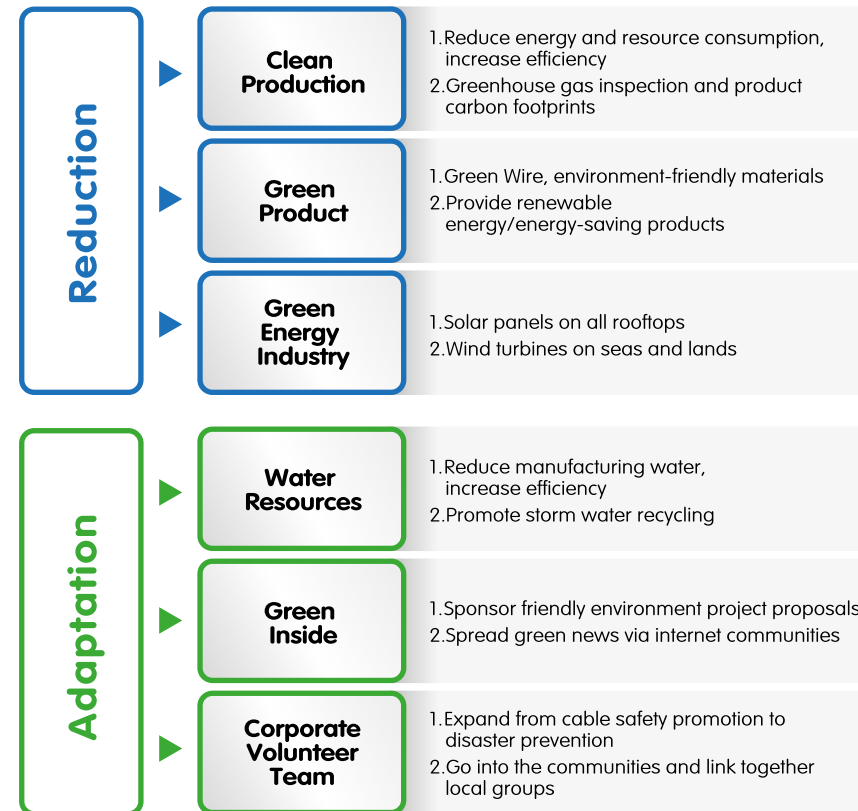 Reduction
Clean
Production
1.Reduce energy and resource consumption,
increase efficiency
2.Greenhouse gas inspection and product
carbon footprints
Green
Product
1.Green Wire, environment-friendly materials
2.Provide renewable
energy/energy-saving products
Green
Energy
Industry
1.Solar panels on all rooftops
2.Wind turbines on seas and lands
Adaptation
Water
Resources
1.Reduce manufacturing water,
increase efficiency
2.Promote storm water recycling
Green
Inside
1.Sponsor friendly environment project proposals
2.Spread green news via internet communities
Corporate
Volunteer
Team
1.Expand from cable safety promotion to
disaster prevention
2.Go into the communities and link together
local groups